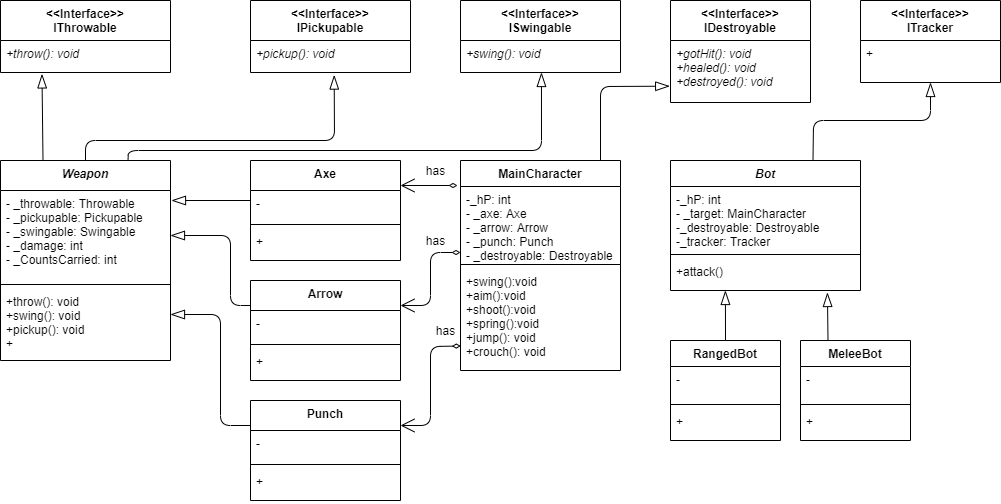 <<Interface>>
IThrowable
+throw(): void
<<Interface>>
IPickupable
+pickup(): void
<<Interface>>
ISwingable
+swing(): void
<<Interface>>
IDestroyable
+gotHit(): void
+healed(): void
+destroyed(): void
<<Interface>>
ITracker
+
Weapon
- _throwable: Throwable
- _pickupable: Pickupable
- _swingable: Swingable
- _damage: int
- _CountsCarried: int
+throw(): void
+swing(): void
+pickup(): void
+
Axe
-
+
has
Arrow
-
+
has
Punch
-
+
has
MainCharacter
-_hP: int
- _axe: Axe
- _arrow: Arrow
- _punch: Punch
- _destroyable: Destroyable
+swing():void
+aim():void
+shoot():void
+spring():void
+jump(): void
+crouch(): void
Bot
-_hP: int
- _target: MainCharacter
-_destroyable: Destroyable
-_tracker: Tracker
+attack()
RangedBot
-
+
MeleeBot
-
+